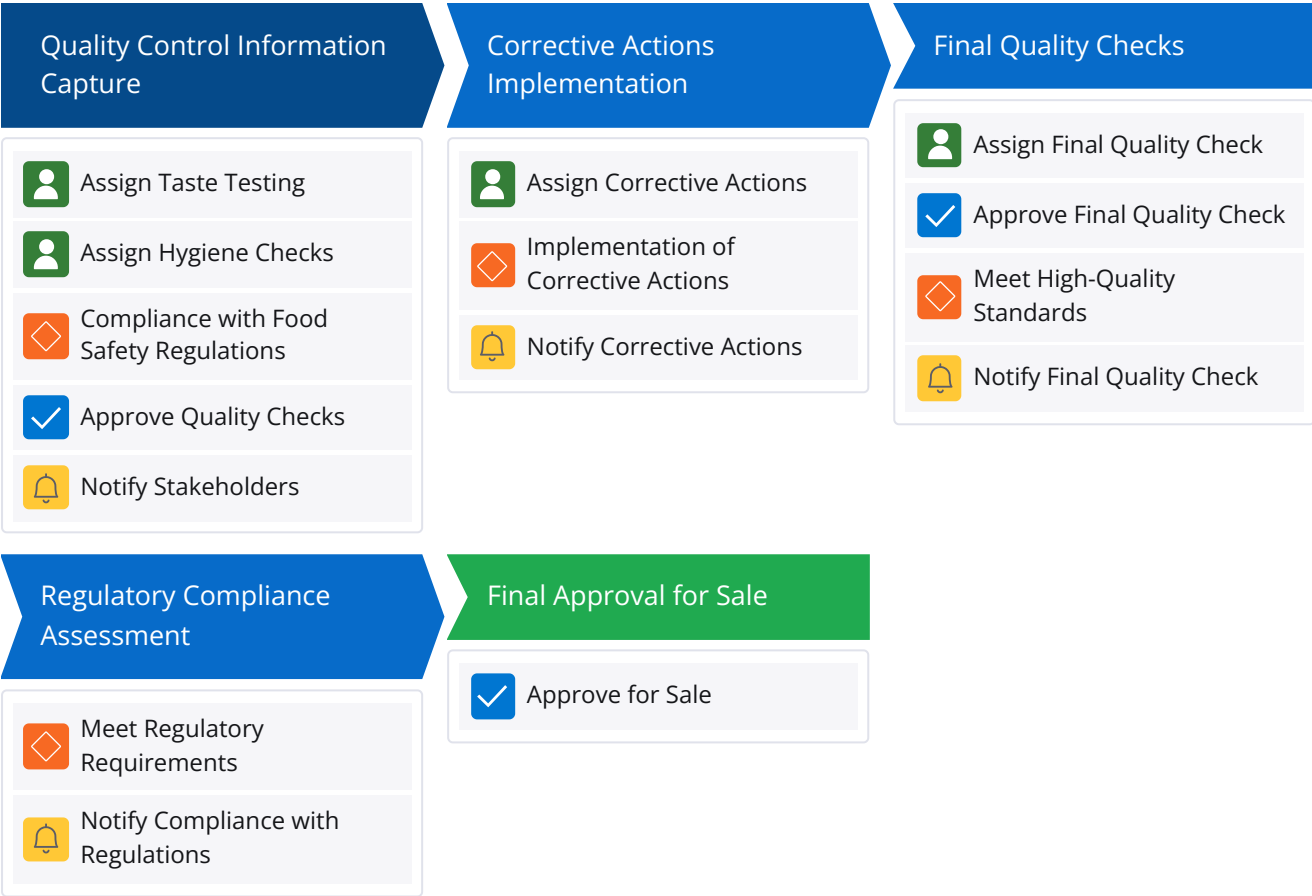 Quality Control Information
Capture
Assign Taste Testing
Assign Hygiene Checks
Compliance with Food
Safety Regulations
Approve Quality Checks
Notify Stakeholders
Corrective Actions
Implementation
Assign Corrective Actions
Implementation of
Corrective Actions
Notify Corrective Actions
Final Quality Checks
Assign Final Quality Check
Approve Final Quality Check
Meet High-Quality
Standards
Notify Final Quality Check
Regulatory Compliance
Assessment
Meet Regulatory
Requirements
Notify Compliance with
Regulations
Final Approval for Sale
Approve for Sale